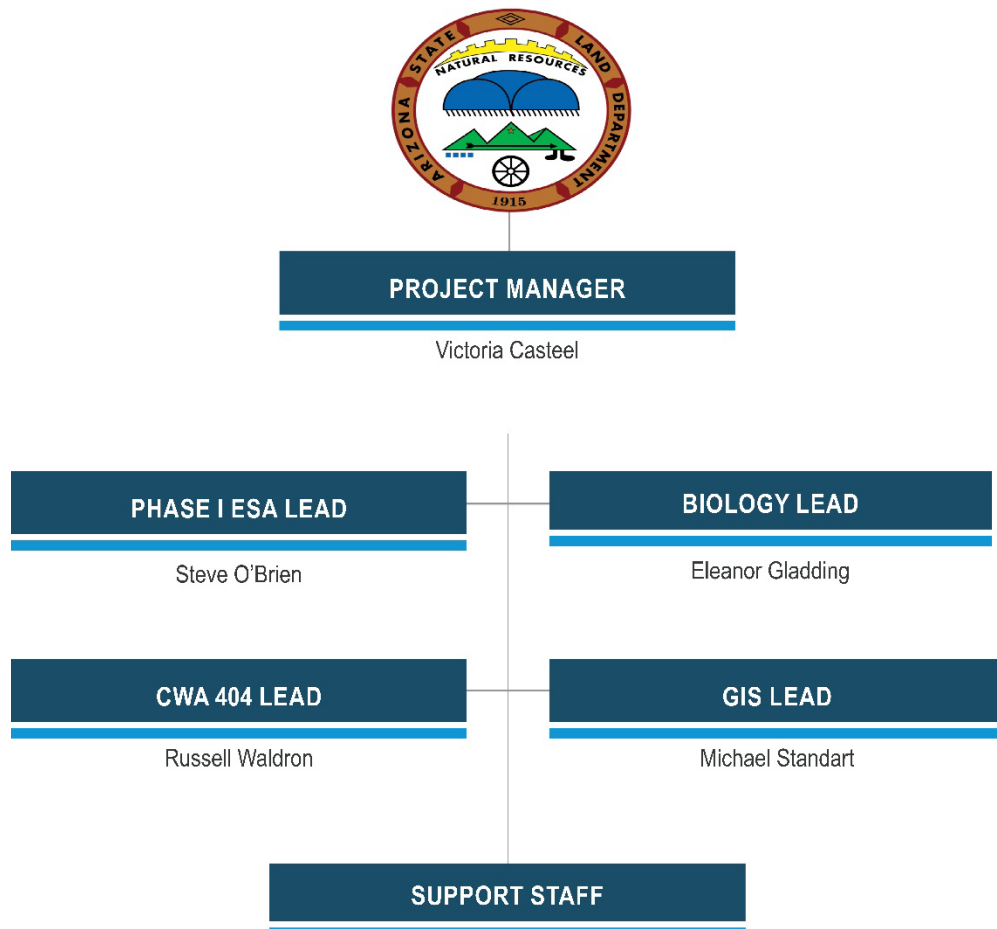 ARIZONA STATE LAND DEPARTMENT
NATURAL RESOURCES
1915
PROJECT MANAGER
Victoria Casteel
PHASE I ESA LEAD
Steve O’Brien
BIOLOGY LEAD
Eleanor Gladding
CWA 404 LEAD
Russell Waldron
GIS LEAD
Michael Standart
SUPPORT STAFF